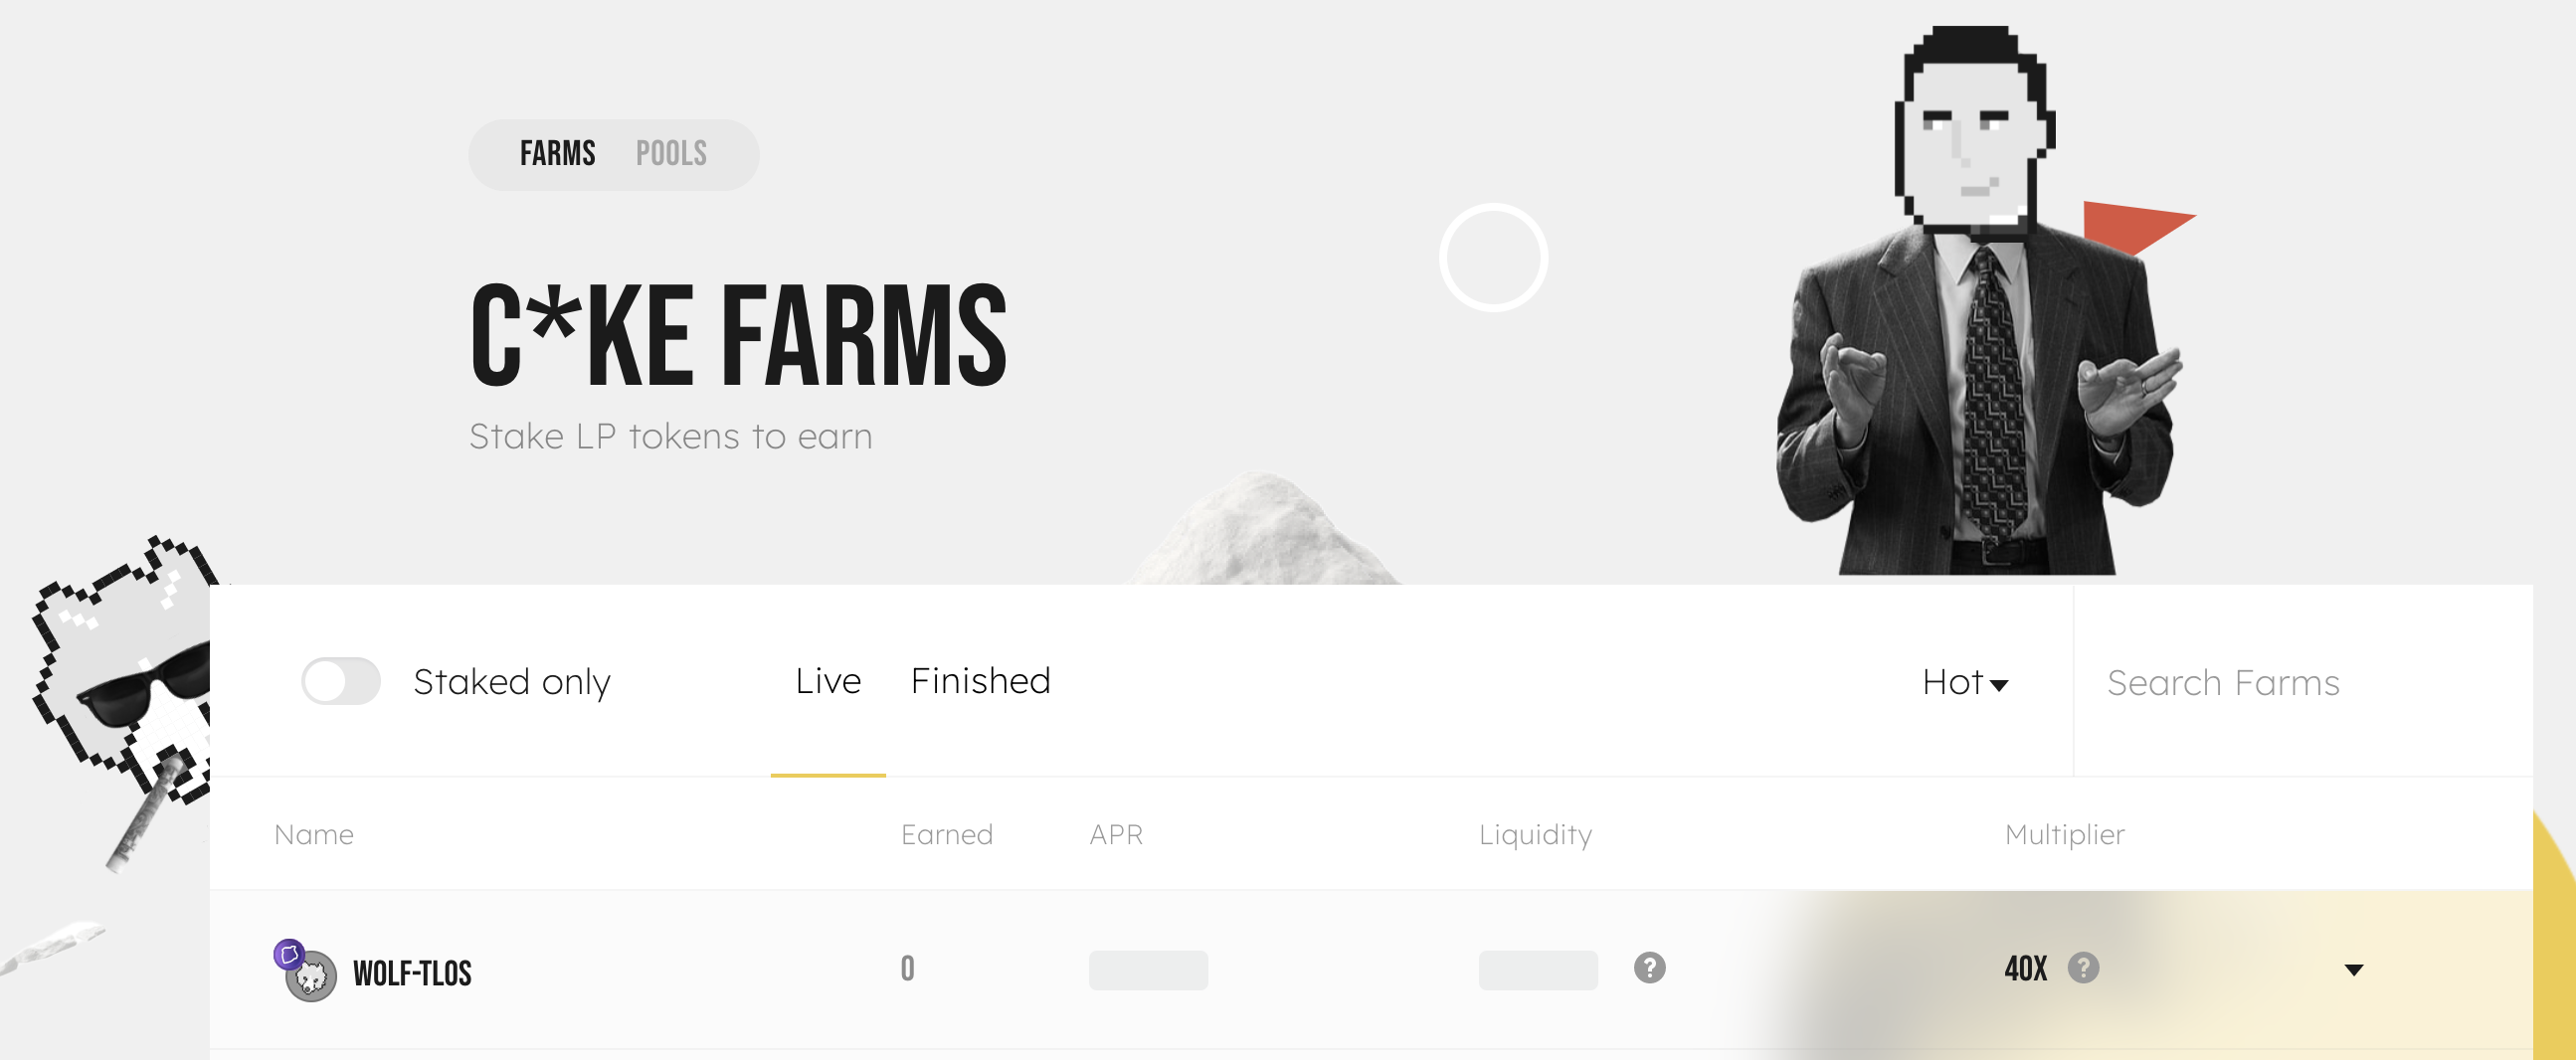 FARMS POOLS
C*KE FARMS
Stake LP tokens to earn
Staked only Live Finished Hot Search Farms
Name Earned APR Liquidity Multiplier
WOLF-TLOS 0 ? 40X ?